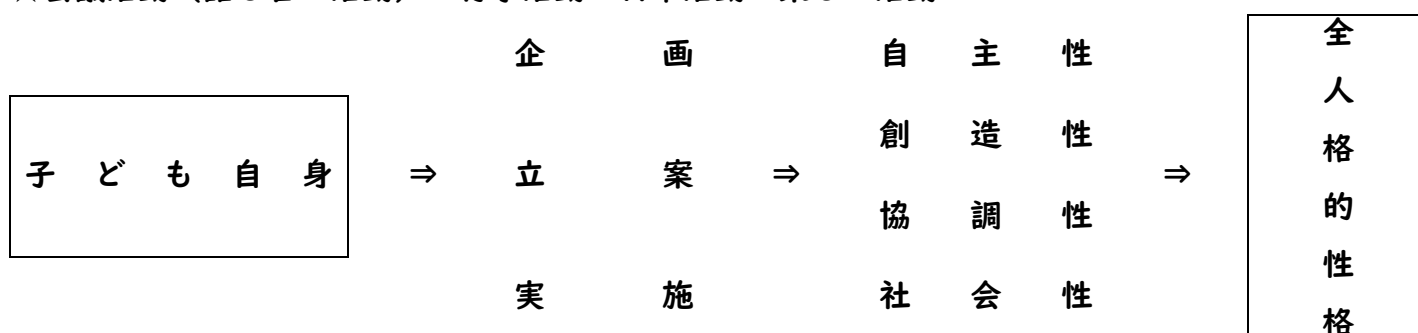 子ども自身
⇒
企画
立案
実施
⇒
自主性
創造性
協調性
社会性
⇒
全人格的性格